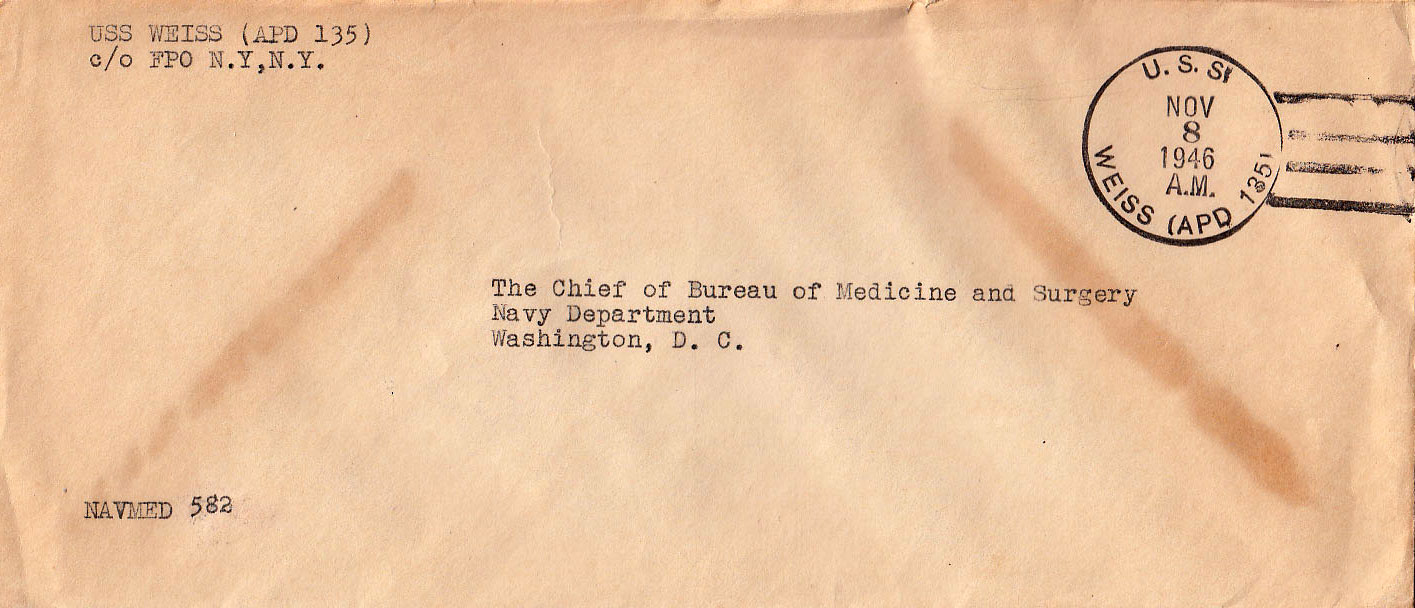 USS WEISS (APD 135)
c/o FPO N.Y,N.Y.
U. S. S.
NOV
8
1946
A.M.
WEISS (APD 135)
The Chief of Bureau of Medicine and Surgery
Navy Department
Washington, D. C.
NAVMED 582